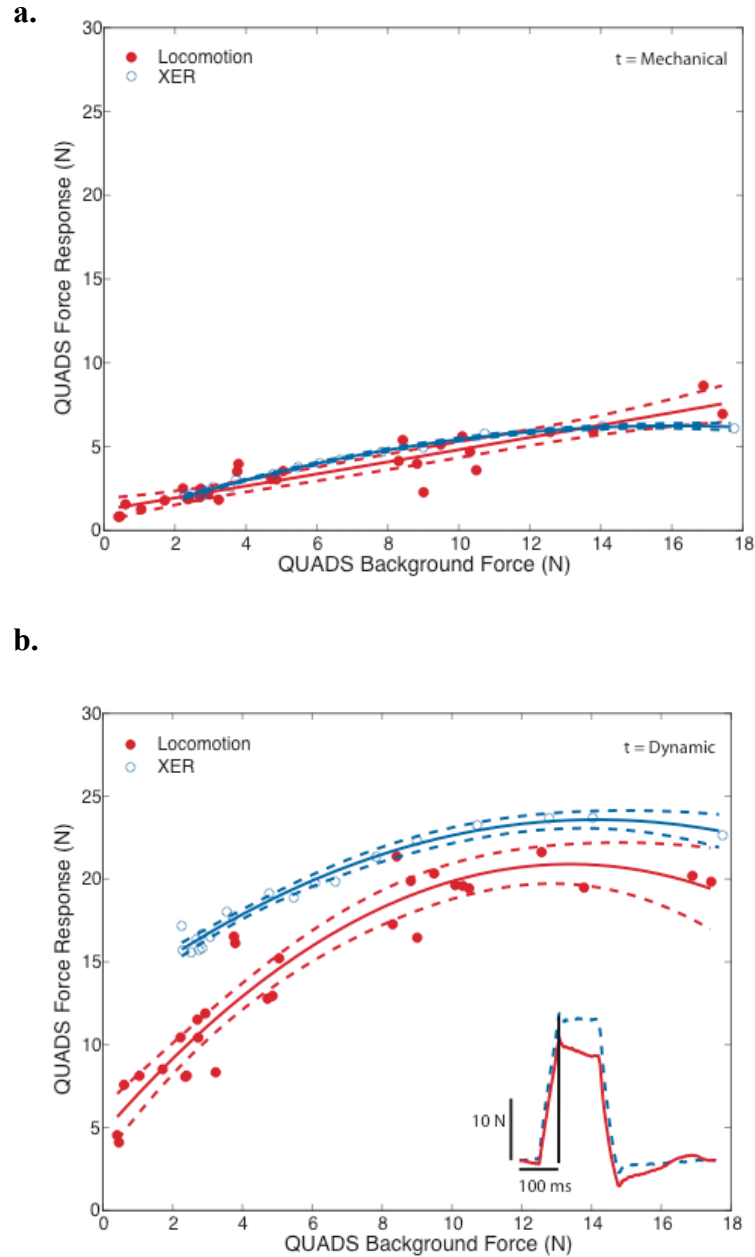 a.
30
25
20
15
10
5
0
QUADS Force Response (N)
Locomotion
XER
t = Mechanical
0 2 4 6 8 10 12 14 16 18
QUADS Background Force (N)
b.
30
25
20
15
10
5
0
QUADS Force Response (N)
Locomotion
XER
t = Dynamic
10 N
100 ms
0 2 4 6 8 10 12 14 16 18
QUADS Background Force (N)